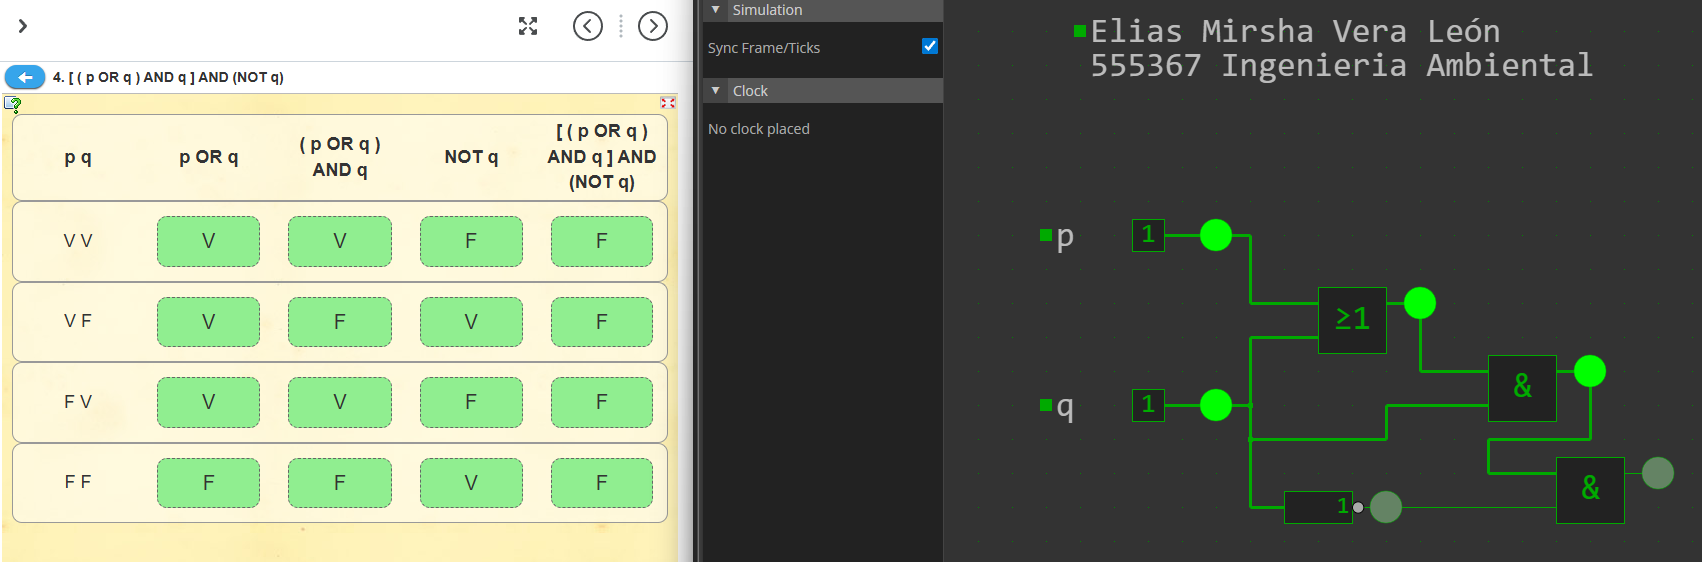 4. [ ( p OR q ) AND q ] AND (NOT q)
p q
p OR q
( p OR q )
AND q
NOT q
[ ( p OR q )
AND q ] AND
(NOT q)
V V
V
V
F
F
V F
V
F
V
F
F V
V
V
F
F
F F
F
F
V
F
Simulation
Sync Frame/Ticks
Clock
No clock placed
Elias Mirsha Vera León
555367 Ingenieria Ambiental
p
1
≥1
&
q
1
&
1